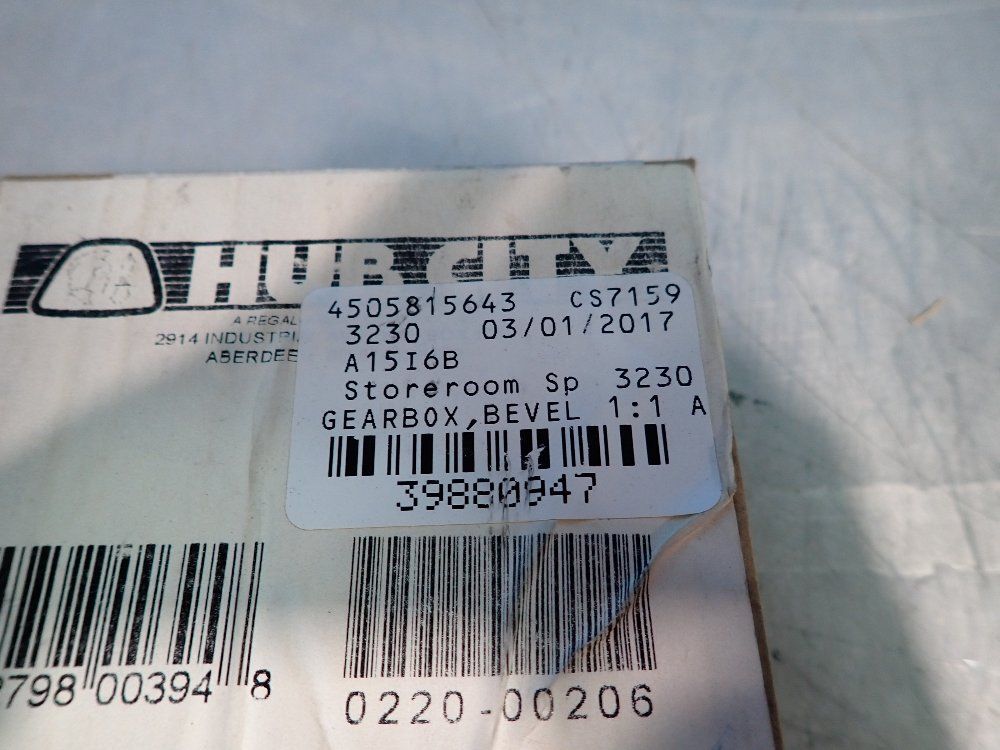 HUB CITY
A REGAL
2914 INDUSTRI
ABERDEE
4505815643 CS7159
3230 03/01/2017
A15I6B
Storeroom Sp 3230
GEARBOX,BEVEL 1:1 A
39880947
798 00394 8
0220-00206